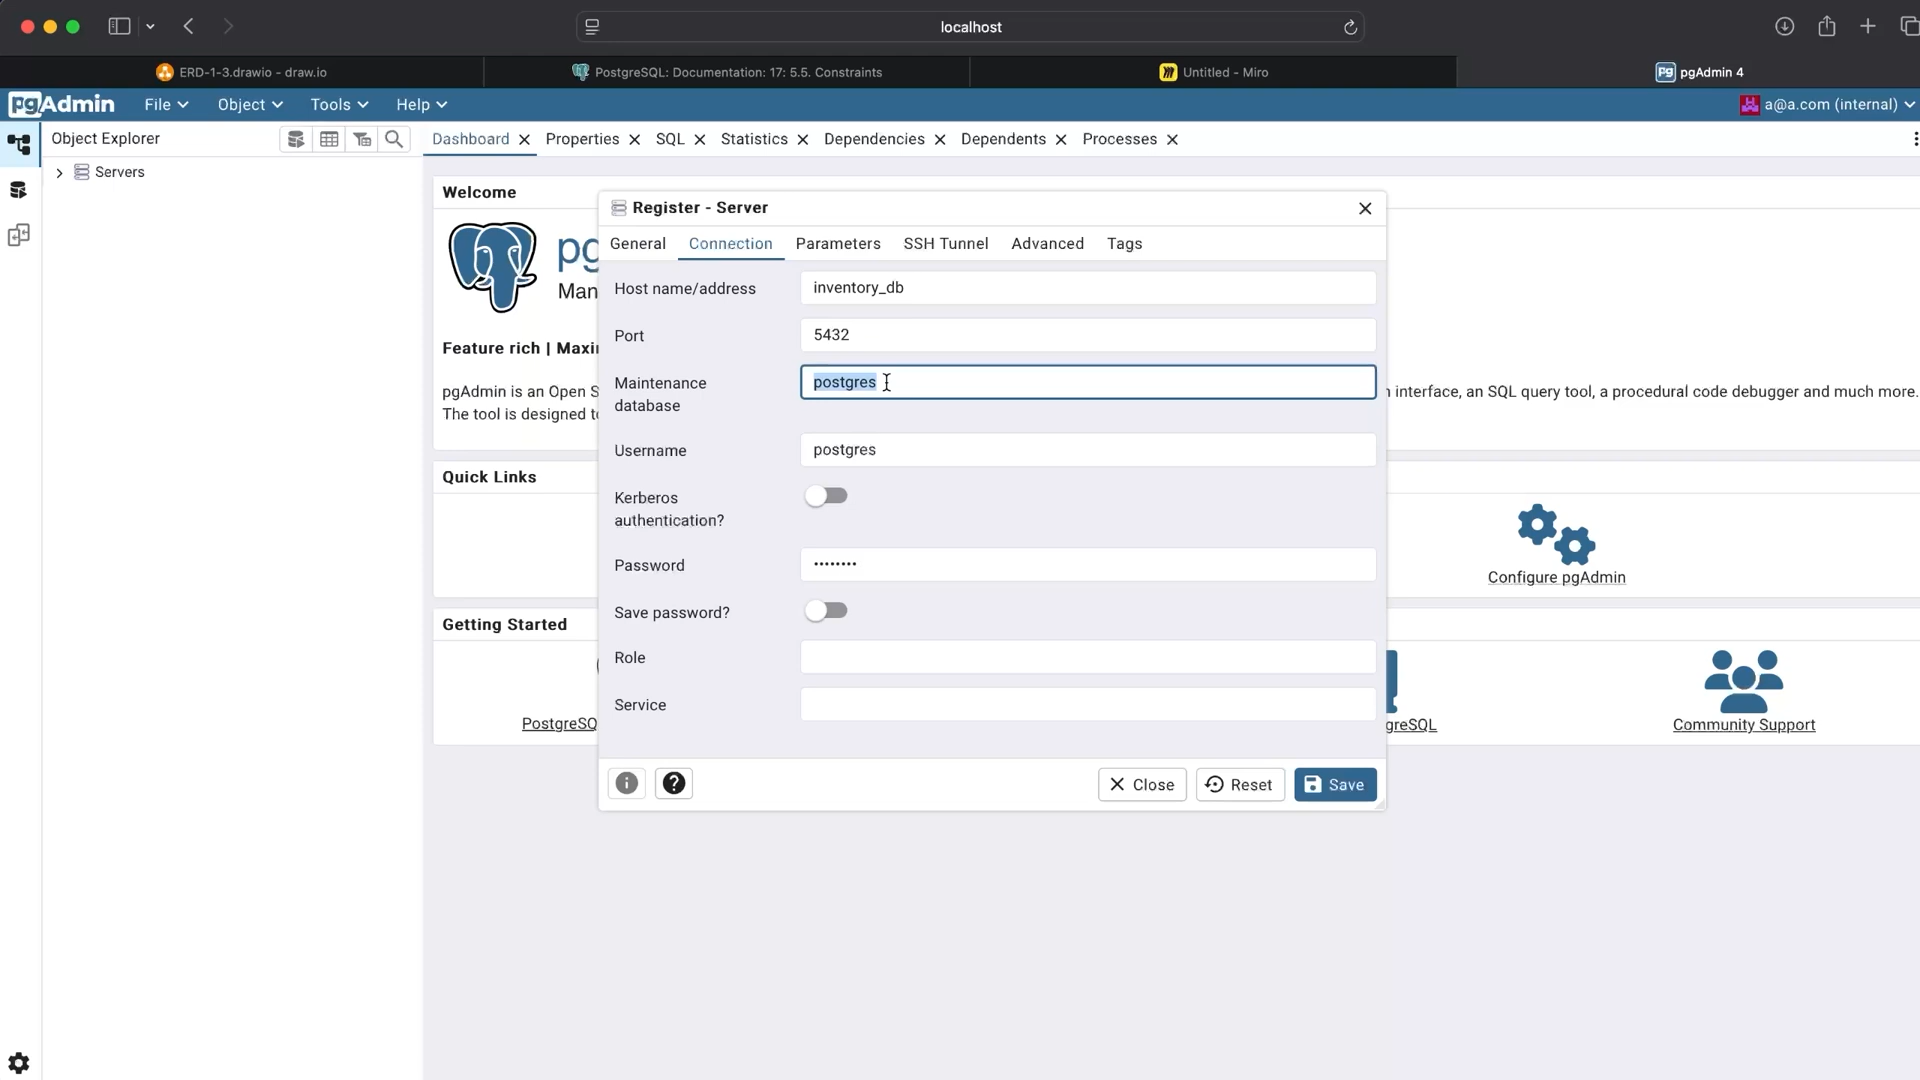 localhost
ERD-1-3.drawio - draw.io
PostgreSQL: Documentation: 17: 5.5. Constraints
Untitled - Miro
pgAdmin 4
pgAdmin File Object Tools Help a@a.com (internal)
Object Explorer
Dashboard Properties SQL Statistics Dependencies Dependents Processes
Servers
Welcome
Register - Server
General Connection Parameters SSH Tunnel Advanced Tags
Host name/address inventory_db
Port 5432
Maintenance database postgres
Username postgres
Kerberos authentication?
Password ••••••••
Save password?
Role
Service
Close Reset Save
pg
Man
Feature rich | Maxi
pgAdmin is an Open S
n interface, an SQL query tool, a procedural code debugger and much more.
The tool is designed t
Quick Links
Configure pgAdmin
Getting Started
PostgreSQ
greSQL
Community Support